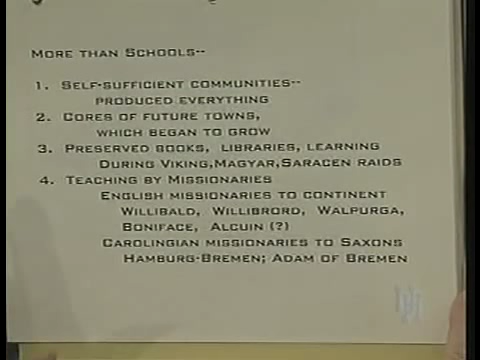 MORE THAN SCHOOLS--
1. SELF-SUFFICIENT COMMUNITIES--
PRODUCED EVERYTHING
2. CORES OF FUTURE TOWNS,
WHICH BEGAN TO GROW
3. PRESERVED BOOKS, LIBRARIES, LEARNING
DURING VIKING,MAGYAR,SARACEN RAIDS
4. TEACHING BY MISSIONARIES
ENGLISH MISSIONARIES TO CONTINENT
WILLIBALD, WILLIBRORD, WALPURGA,
BONIFACE, ALCUIN (?)
CAROLINGIAN MISSIONARIES TO SAXONS
HAMBURG-BREMEN; ADAM OF BREMEN